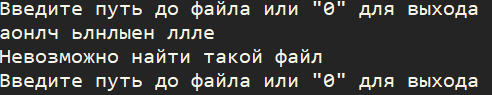 Введите путь до файла или "0" для выхода
аонлч ьлнлыен ллле
Невозможно найти такой файл
Введите путь до файла или "0" для выхода